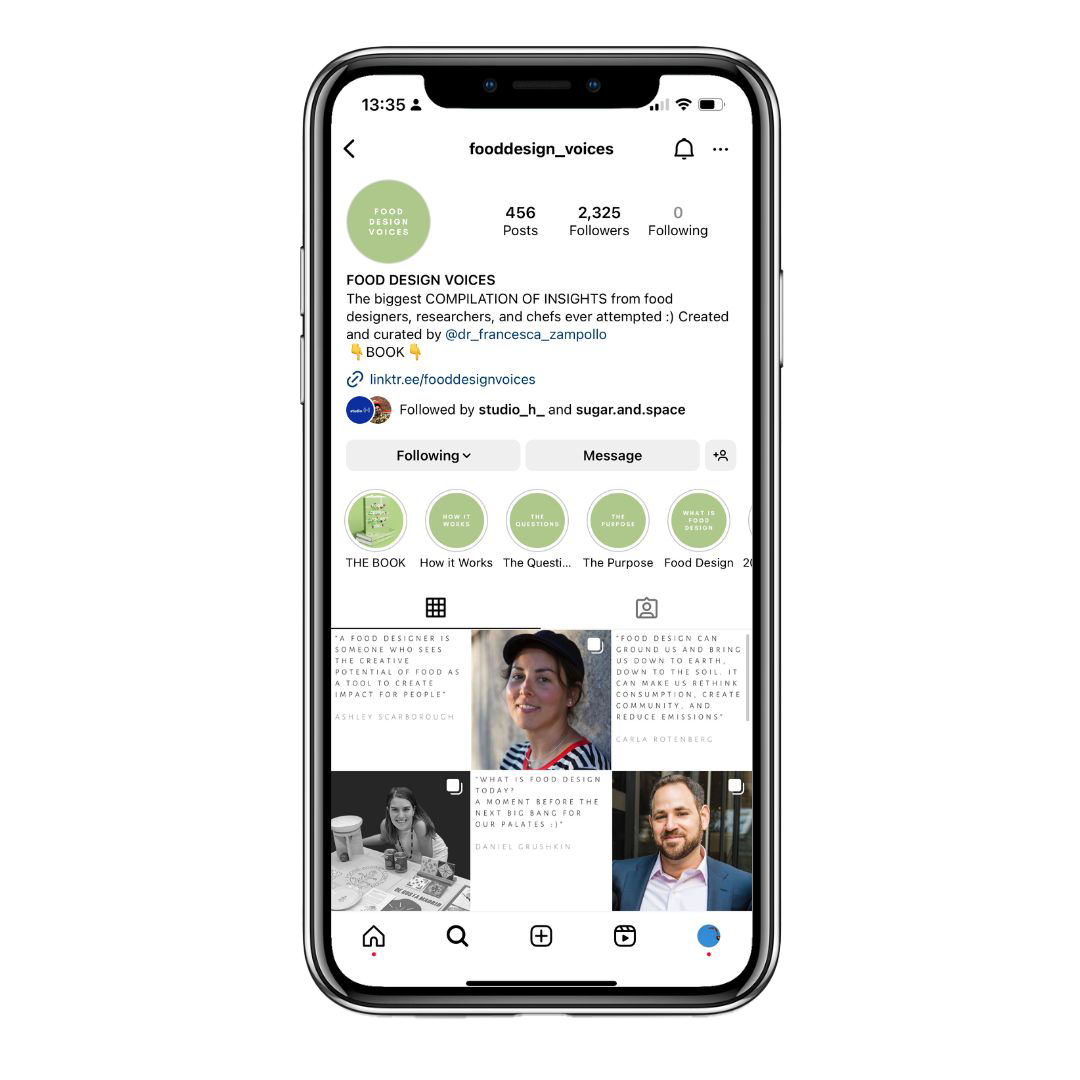 13:35
fooddesign_voices
FOOD
DESIGN
VOICES
456
Posts
2,325
Followers
0
Following
FOOD DESIGN VOICES
The biggest COMPILATION OF INSIGHTS from food
designers, researchers, and chefs ever attempted :) Created
and curated by @dr_francesca_zampollo
👇BOOK👇
linktr.ee/fooddesignvoices
Followed by studio_h_ and sugar.and.space
Following
Message
HOW IT
WORKS
THE
QUESTIONS
THE
PURPOSE
WHAT IS
FOOD
DESIGN
THE BOOK
How it Works
The Questi...
The Purpose
Food Design
"A FOOD DESIGNER IS
SOMEONE WHO SEES
THE CREATIVE
POTENTIAL OF FOOD AS
A TOOL TO CREATE
IMPACT FOR PEOPLE"
ASHLEY SCARBOROUGH
"FOOD DESIGN CAN
GROUND US AND BRING
US DOWN TO EARTH,
DOWN TO THE SOIL. IT
CAN MAKE US RETHINK
CONSUMPTION, CREATE
COMMUNITY, AND
REDUCE EMISSIONS"
CARLA ROTENBERG
DE GUSTA MADRID
"WHAT IS FOOD DESIGN
TODAY?
A MOMENT BEFORE THE
NEXT BIG BANG FOR
OUR PALATES :)"
DANIEL GRUSHKIN